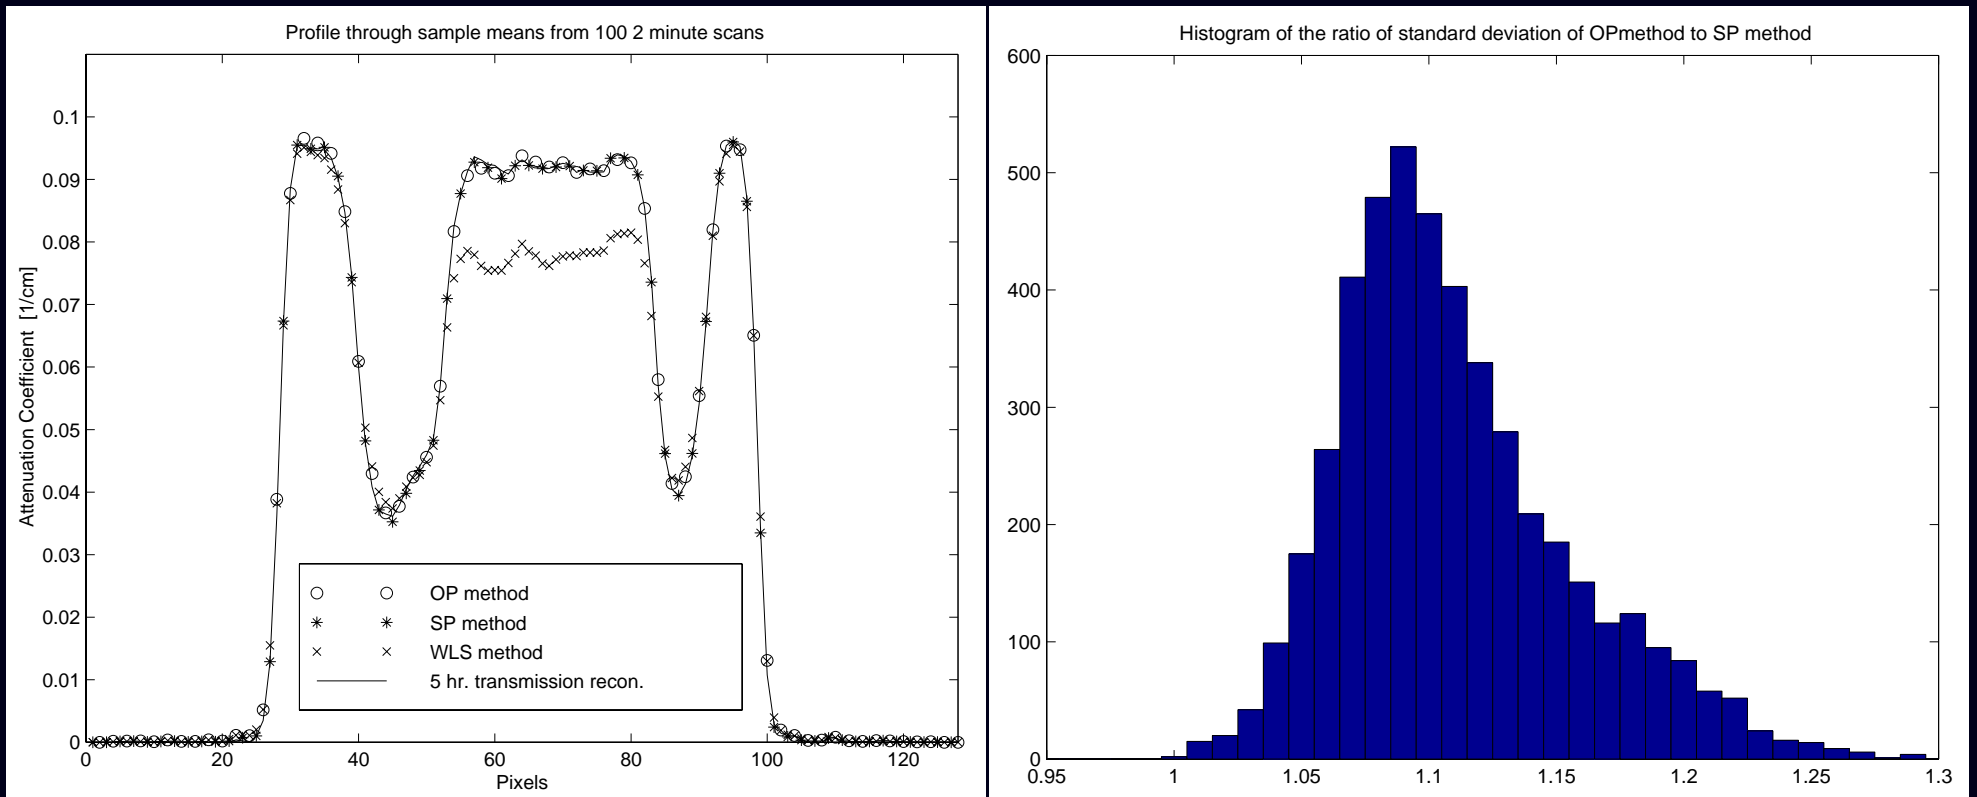 Profile through sample means from 100 2 minute scans
0.1
0.09
0.08
0.07
0.06
0.05
0.04
0.03
0.02
0.01
0
Attenuation Coefficient [1/cm]
OP method
SP method
WLS method
5 hr. transmission recon.
0 20 40 60 80 100 120
Pixels
Histogram of the ratio of standard deviation of OPmethod to SP method
600
500
400
300
200
100
0
0.95 1 1.05 1.1 1.15 1.2 1.25 1.3